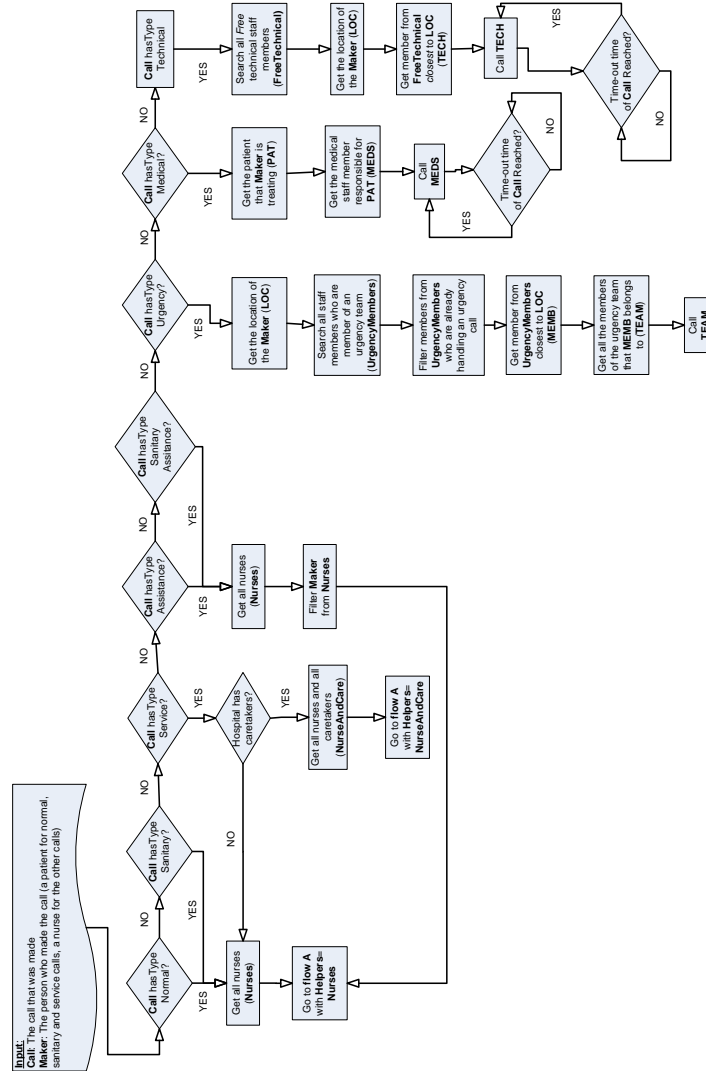 Input:
Call: The call that was made
Maker: The person who made the call (a patient for normal,
sanitary and service calls, a nurse for the other calls)
Call hasType
Normal?
NO
YES
Call hasType
Sanitary?
NO
YES
Get all nurses
(Nurses)
Go to flow A
with Helpers=
Nurses
Call hasType
Service?
NO
YES
Hospital has
caretakers?
NO
YES
Get all nurses and all
caretakers
(NurseAndCare)
Go to flow A
with Helpers=
NurseAndCare
Call hasType
Assistance?
NO
YES
Call hasType
Sanitary
Assitance?
NO
YES
Get all nurses
(Nurses)
Filter Maker
from Nurses
Call hasType
Urgency?
NO
YES
Get the location of
the Maker (LOC)
Search all staff
members who are
member of an
urgency team
(UrgencyMembers)
Filter members from
UrgencyMembers
who are already
handling an urgency
call
Get member from
UrgencyMembers
closest to LOC
(MEMB)
Get all the members
of the urgency team
that MEMB belongs
to (TEAM)
Call
TEAM
Call hasType
Medical?
NO
YES
Get the patient
that Maker is
treating (PAT)
Get the medical
staff member
responsible for
PAT (MEDS)
Call
MEDS
Time-out time
of Call Reached?
YES
NO
Call hasType
Technical
YES
Search all Free
technical staff
members
(FreeTechnical)
Get the location of
the Maker (LOC)
Get member from
FreeTechnical
closest to LOC
(TECH)
Call TECH
Time-out time
of Call Reached?
YES
NO